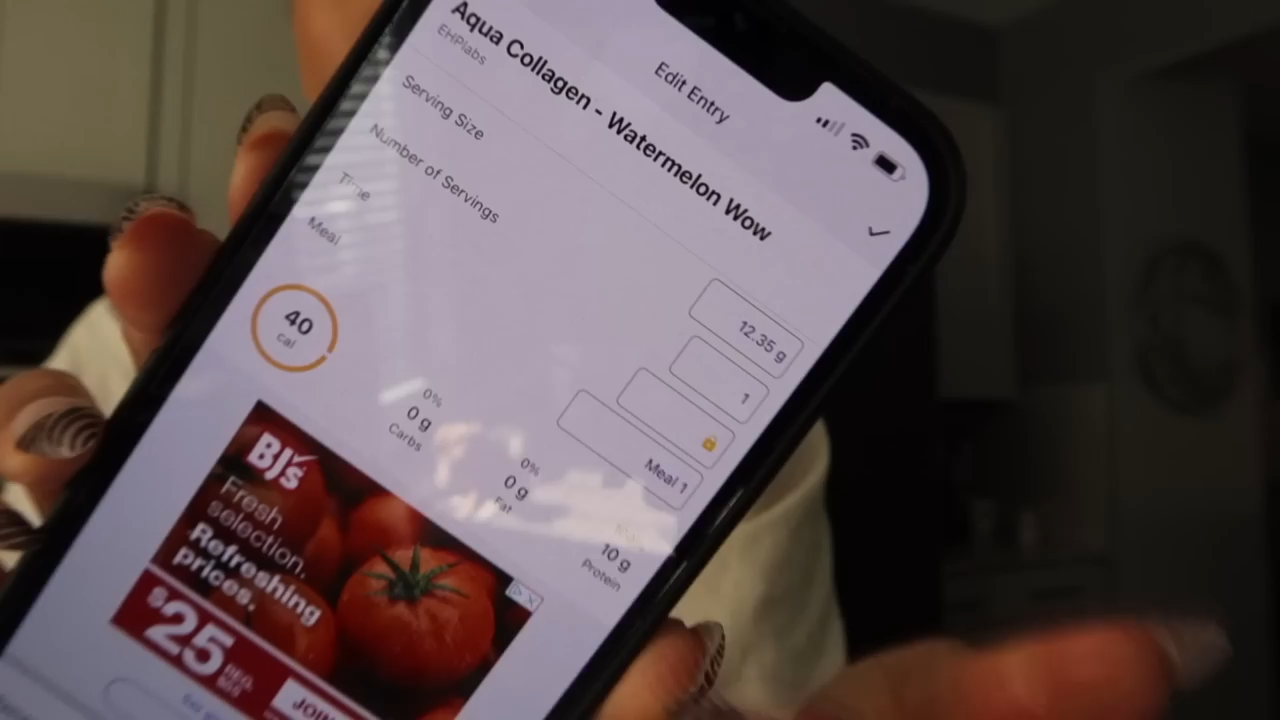 Edit Entry
Aqua Collagen - Watermelon Wow
EHPlabs
Serving Size
12.35 g
Number of Servings
1
Time
Meal
Meal 1
40
cal
0%
0 g
Carbs
0%
0 g
Fat
10 g
Protein
BJ's
Fresh
selection.
Refreshing
prices.
$25